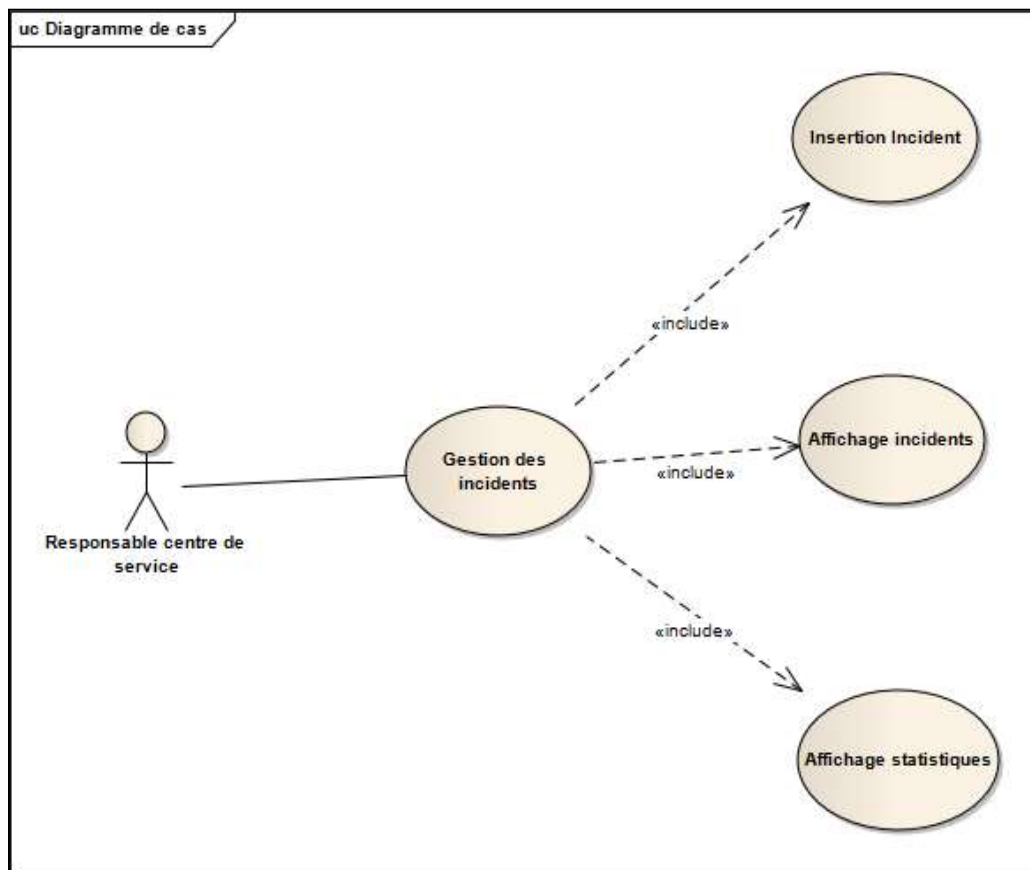 uc Diagramme de cas
Insertion Incident
«include»
Affichage incidents
Gestion des
incidents
«include»
Responsable centre de
service
«include»
Affichage statistiques